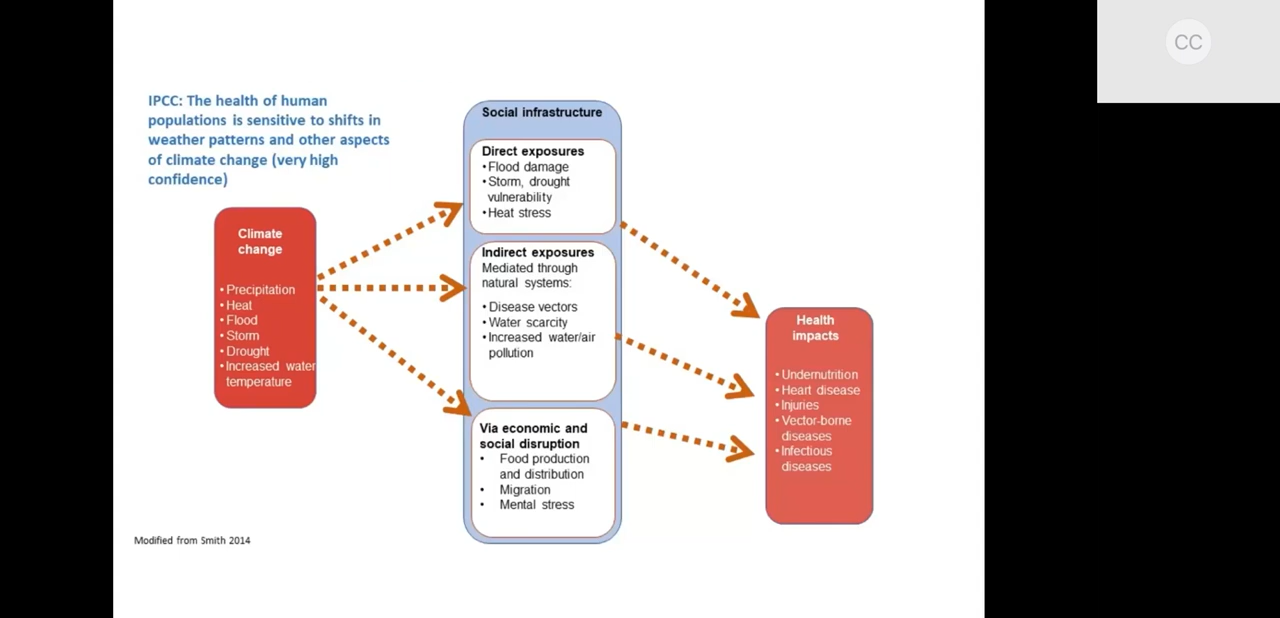 IPCC: The health of human
populations is sensitive to shifts in
weather patterns and other aspects
of climate change (very high
confidence)
Climate
change
•Precipitation
•Heat
•Flood
•Storm
•Drought
•Increased water
temperature
Social infrastructure
Direct exposures
•Flood damage
•Storm, drought
vulnerability
•Heat stress
Indirect exposures
Mediated through
natural systems:
•Disease vectors
•Water scarcity
•Increased water/air
pollution
Via economic and
social disruption
• Food production
and distribution
• Migration
• Mental stress
Health
impacts
•Undernutrition
•Heart disease
•Injuries
•Vector-borne
diseases
•Infectious
diseases
Modified from Smith 2014
CC